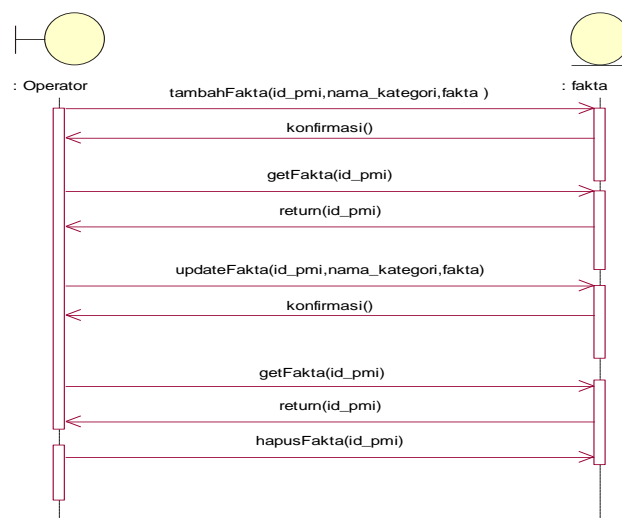 : Operator
: fakta
tambahFakta(id_pmi,nama_kategori,fakta )
konfirmasi()
getFakta(id_pmi)
return(id_pmi)
updateFakta(id_pmi,nama_kategori,fakta)
konfirmasi()
getFakta(id_pmi)
return(id_pmi)
hapusFakta(id_pmi)